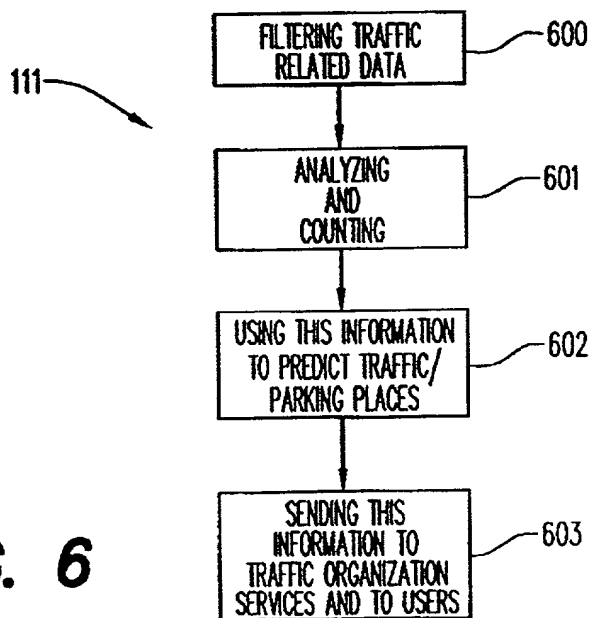 FILTERING TRAFFIC
RELATED DATA
600
111
ANALYZING
AND
COUNTING
601
USING THIS INFORMATION
TO PREDICT TRAFFIC/
PARKING PLACES
602
SENDING THIS
INFORMATION TO
TRAFFIC ORGANIZATION
SERVICES AND TO USERS
603
. 6